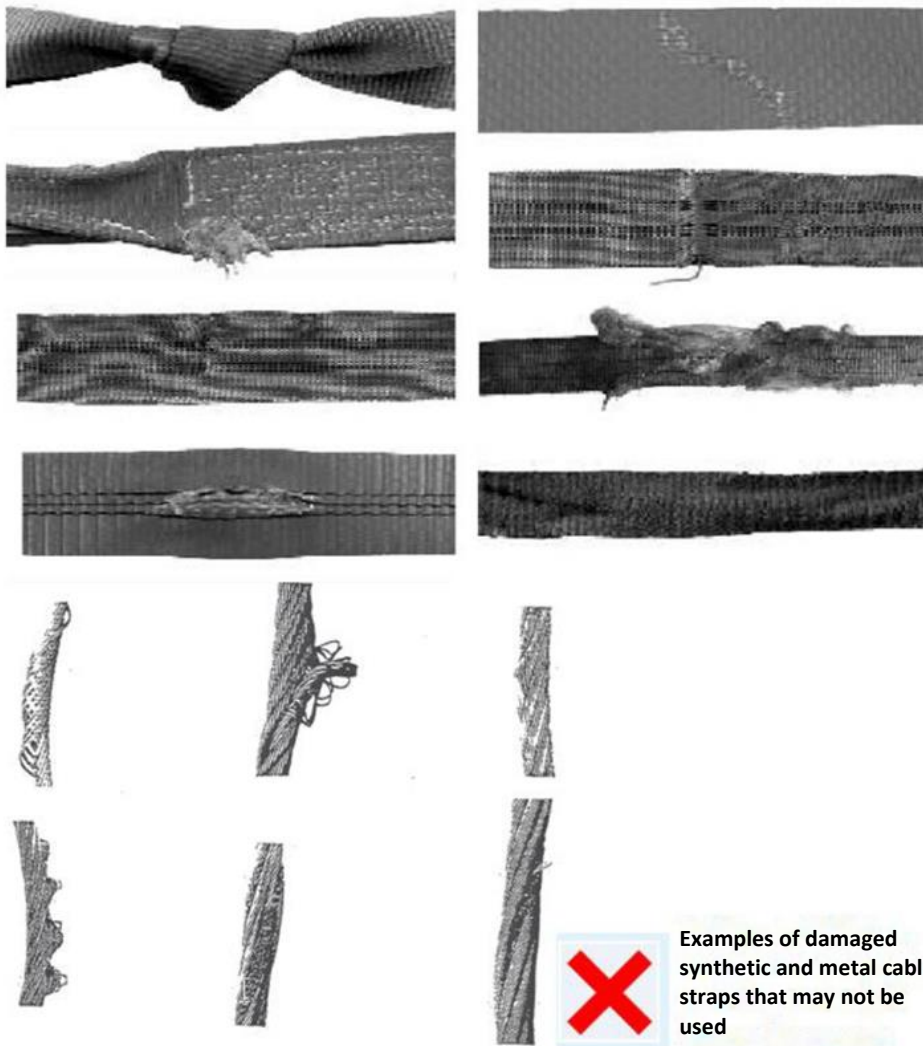 Examples of damaged
synthetic and metal cabl
straps that may not be
used